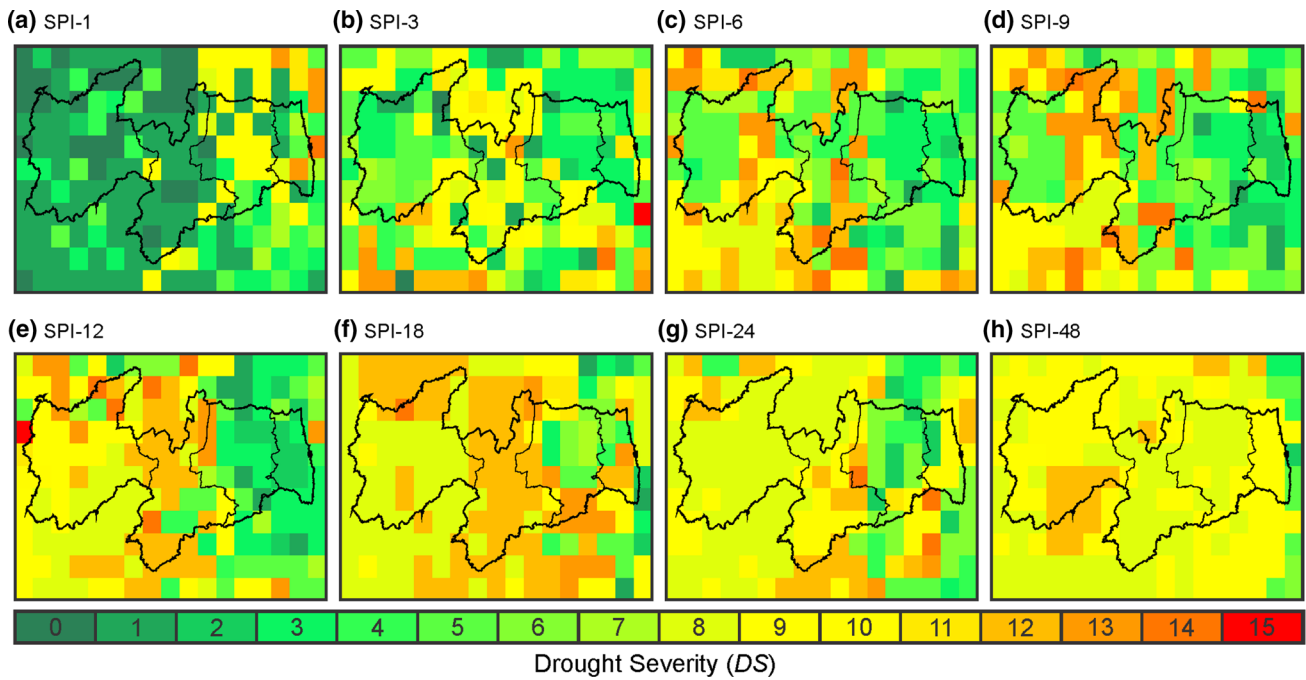 (a) SPI-1 (b) SPI-3 (c) SPI-6 (d) SPI-9
(e) SPI-12 (f) SPI-18 (g) SPI-24 (h) SPI-48
0 1 2 3 4 5 6 7 8 9 10 11 12 13 14 15
Drought Severity (DS)